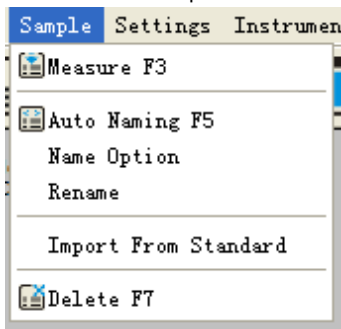 Sample Settings Instrumen
Measure F3
Auto Naming F5
Name Option
Rename
Import From Standard
Delete F7